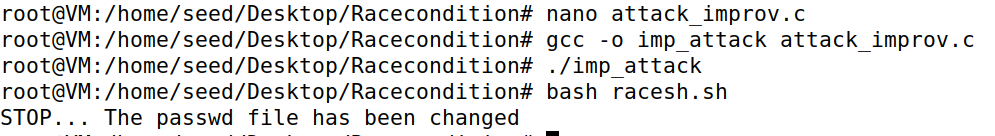 root@VM:/home/seed/Desktop/Racecondition# nano attack_improv.c
root@VM:/home/seed/Desktop/Racecondition# gcc -o imp_attack attack_improv.c
root@VM:/home/seed/Desktop/Racecondition# ./imp_attack
root@VM:/home/seed/Desktop/Racecondition# bash racesh.sh
STOP... The passwd file has been changed
root@VM:/home/seed/Desktop/Racecondition#